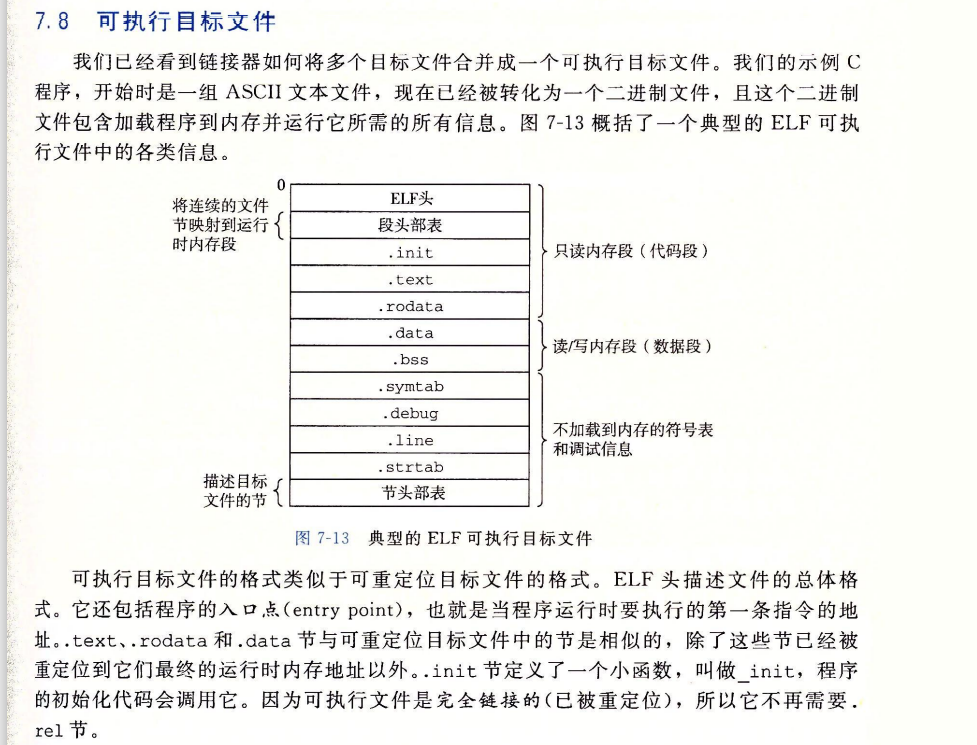 7.8 可执行目标文件
我们已经看到链接器如何将多个目标文件合并成一个可执行目标文件。我们的示例 C
程序，开始时是一组 ASCII 文本文件，现在已经被转化为一个二进制文件，且这个二进制
文件包含加载程序到内存并运行它所需的所有信息。图 7-13 概括了一个典型的 ELF 可执
行文件中的各类信息。
0
将连续的文件
节映射到运行
时内存段
ELF头
段头部表
.init
.text
.rodata
.data
.bss
.symtab
.debug
.line
.strtab
节头部表
只读内存段（代码段）
读/写内存段（数据段）
不加载到内存的符号表
和调试信息
描述目标
文件的节
图 7-13 典型的 ELF 可执行目标文件
可执行目标文件的格式类似于可重定位目标文件的格式。ELF 头描述文件的总体格
式。它还包括程序的入口点(entry point)，也就是当程序运行时要执行的第一条指令的地
址。.text、.rodata 和.data 节与可重定位目标文件中的节是相似的，除了这些节已经被
重定位到它们最终的运行时内存地址以外。.init 节定义了一个小函数，叫做_init，程序
的初始化代码会调用它。因为可执行文件是完全链接的(已被重定位)，所以它不再需要.
rel 节。